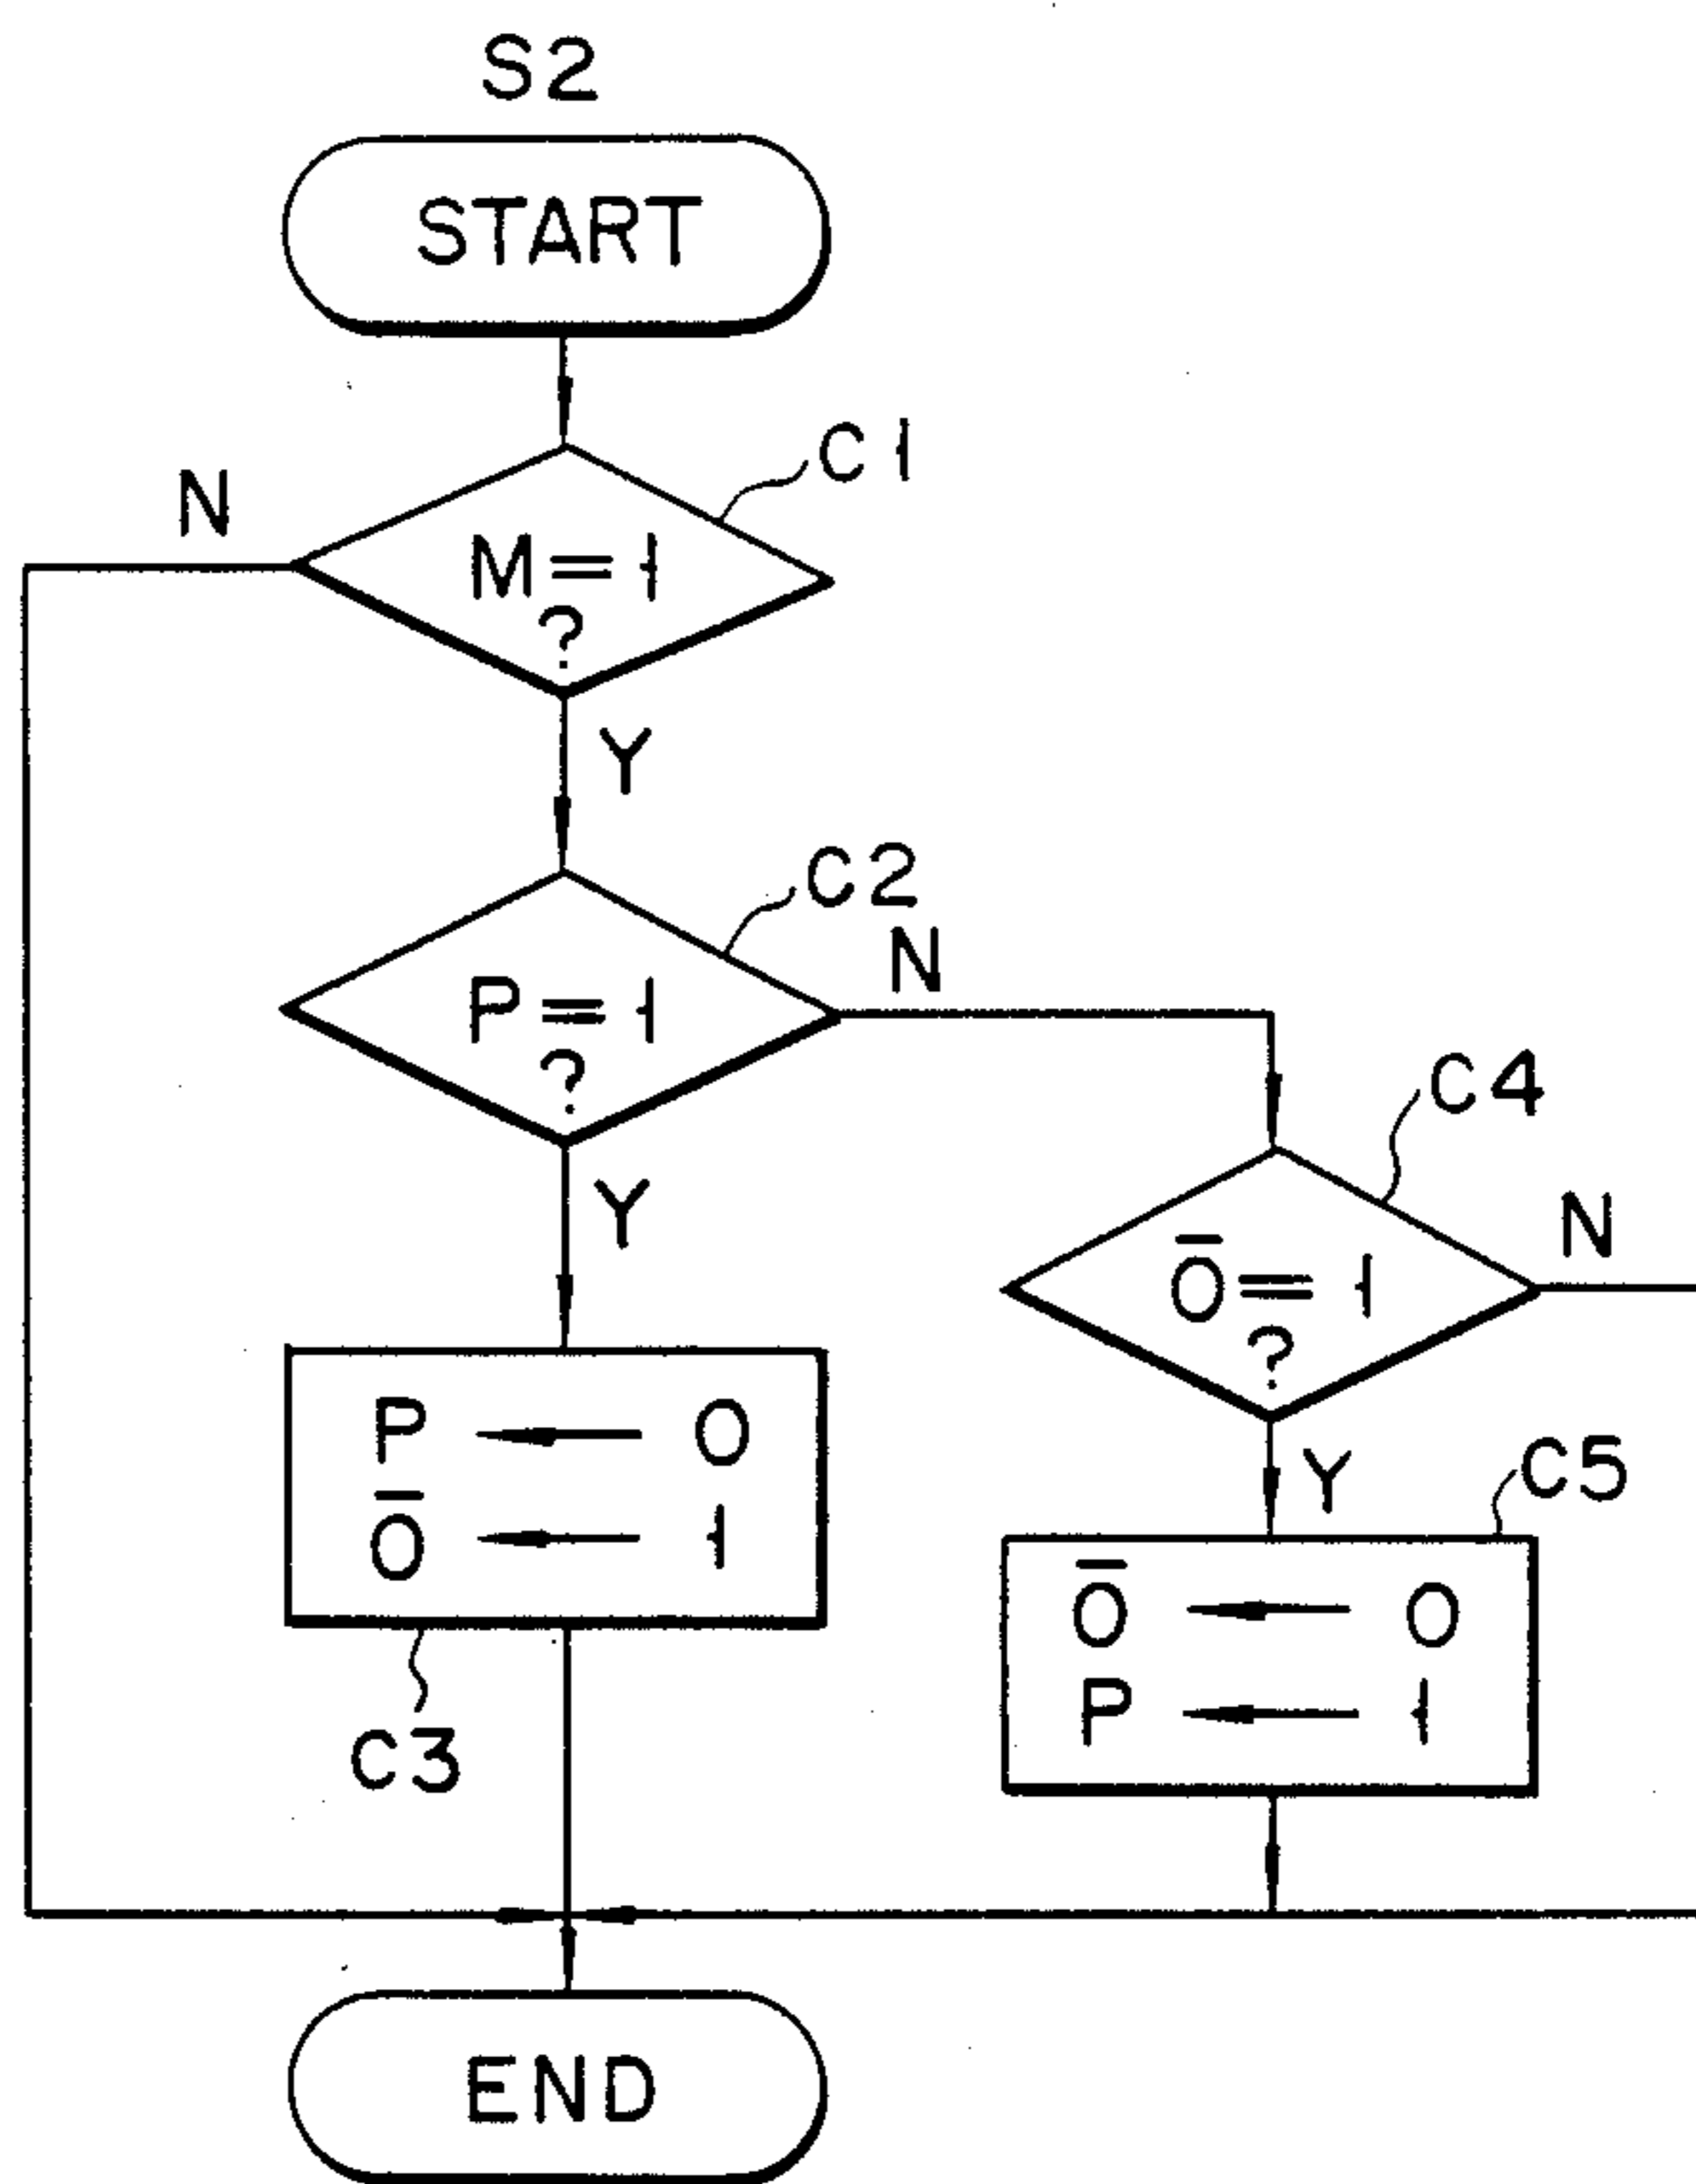 S2
START
C1
N
M=1
?
Y
C2
N
P=1
?
Y
C4
N
Ō=1
?
Y
P ← 0
Ō ← 1
C3
C5
Ō ← 0
P ← 1
END